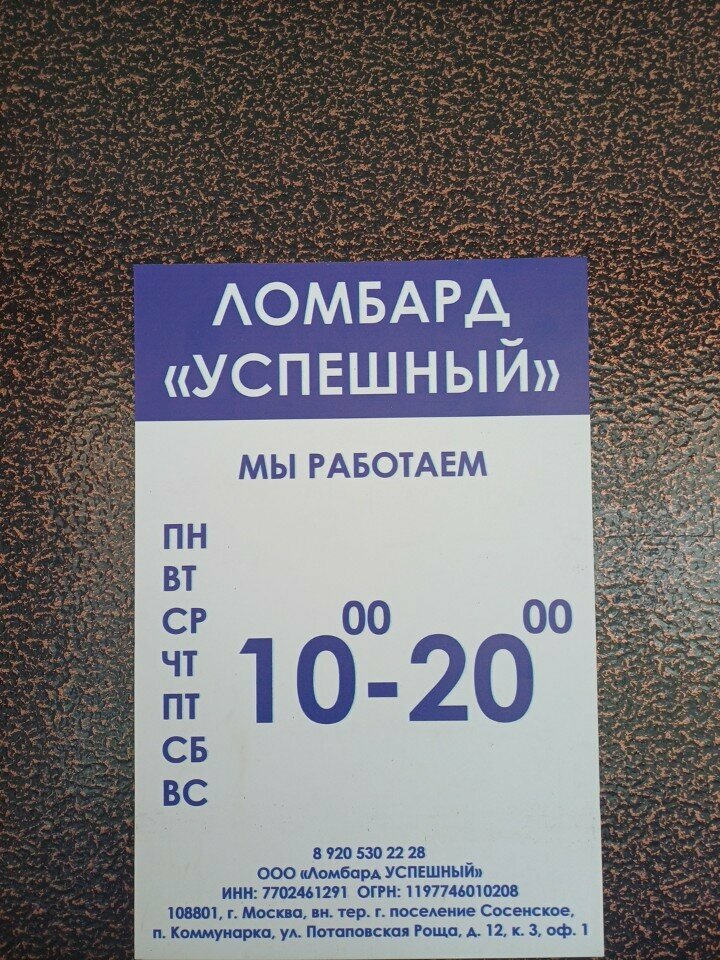 ЛОМБАРД
«УСПЕШНЫЙ»
МЫ РАБОТАЕМ
ПН
ВТ
СР
ЧТ
ПТ
СБ
ВС
10⁰⁰-20⁰⁰
8 920 530 22 28
ООО «Ломбард УСПЕШНЫЙ»
ИНН: 7702461291 ОГРН: 1197746010208
108801, г. Москва, вн. тер. г. поселение Сосенское,
п. Коммунарка, ул. Потаповская Роща, д. 12, к. 3, оф. 1